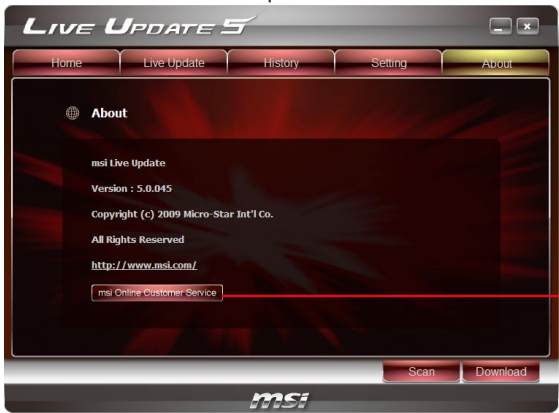 LIVE UPDATE 5
Home Live Update History Setting About
About
msi Live Update
Version : 5.0.045
Copyright (c) 2009 Micro-Star Int'l Co.
All Rights Reserved
http://www.msi.com/
msi Online Customer Service
Scan Download
msi